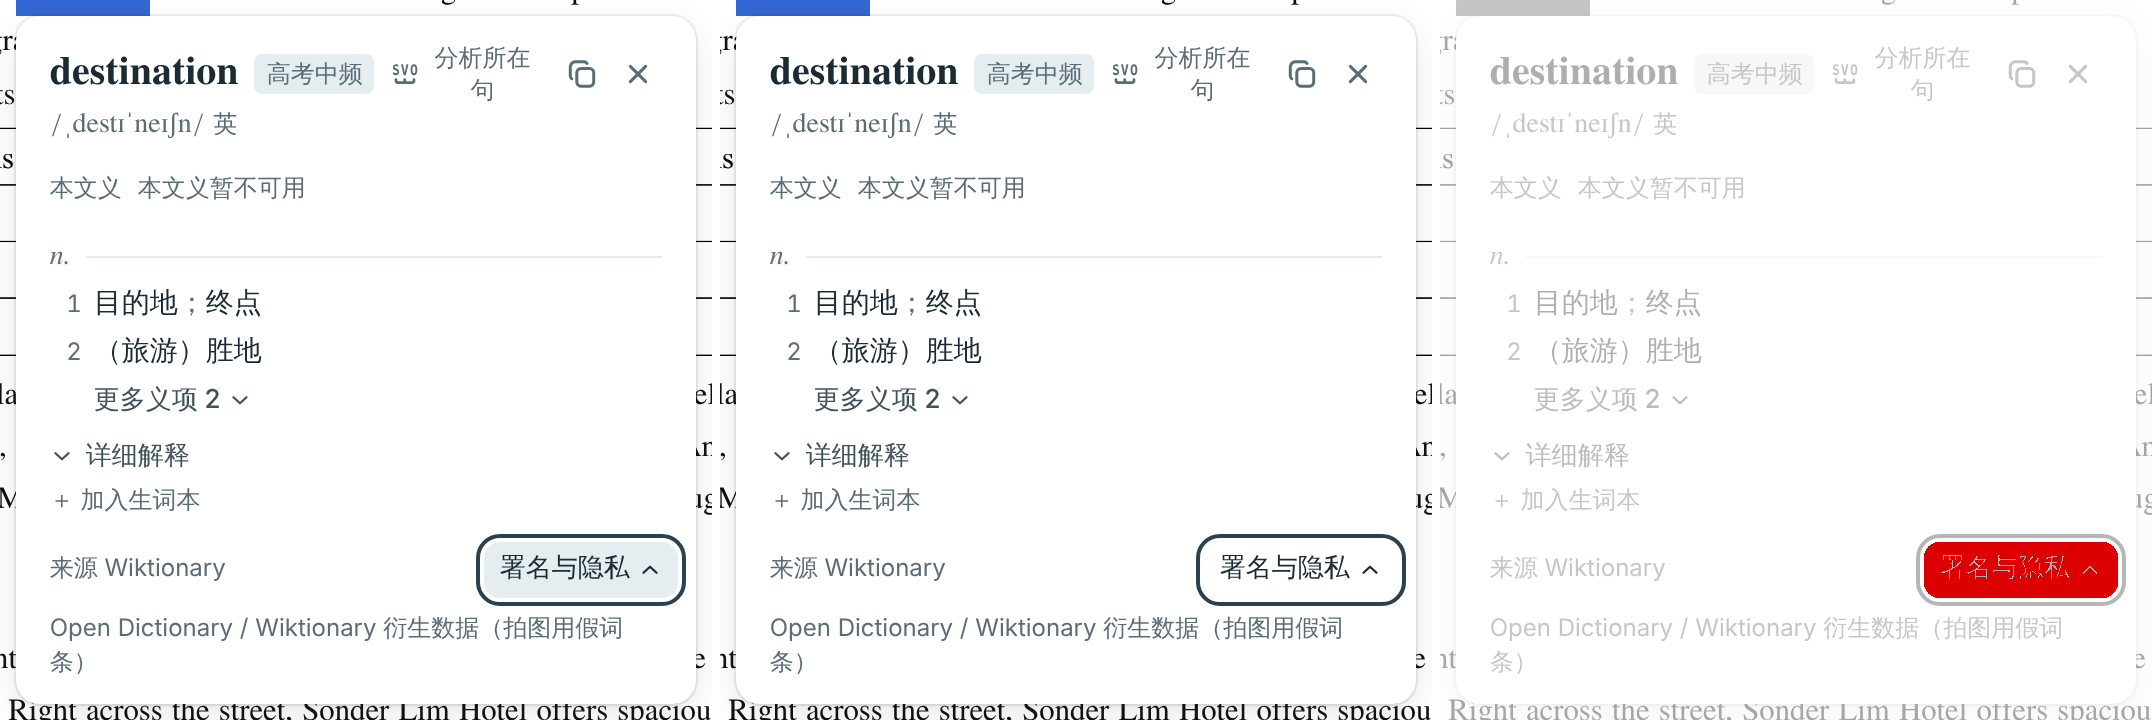 destination 高考中频 SVO 分析所在句
/ˌdestɪˈneɪʃn/ 英
本文义 本文义暂不可用
n.
1 目的地；终点
2 （旅游）胜地
更多义项 2
详细解释
+ 加入生词本
来源 Wiktionary 署名与隐私
Open Dictionary / Wiktionary 衍生数据（拍图用假词
条）
Right across the street, Sonder Lim Hotel offers spaciou
destination 高考中频 SVO 分析所在句
/ˌdestɪˈneɪʃn/ 英
本文义 本文义暂不可用
n.
1 目的地；终点
2 （旅游）胜地
更多义项 2
详细解释
+ 加入生词本
来源 Wiktionary 署名与隐私
Open Dictionary / Wiktionary 衍生数据（拍图用假词
条）
Right across the street, Sonder Lim Hotel offers spaciou
destination 高考中频 SVO 分析所在句
/ˌdestɪˈneɪʃn/ 英
本文义 本文义暂不可用
n.
1 目的地；终点
2 （旅游）胜地
更多义项 2
详细解释
+ 加入生词本
来源 Wiktionary 署名与隐私
Open Dictionary / Wiktionary 衍生数据（拍图用假词
条）
Right across the street, Sonder Lim Hotel offers spaciou